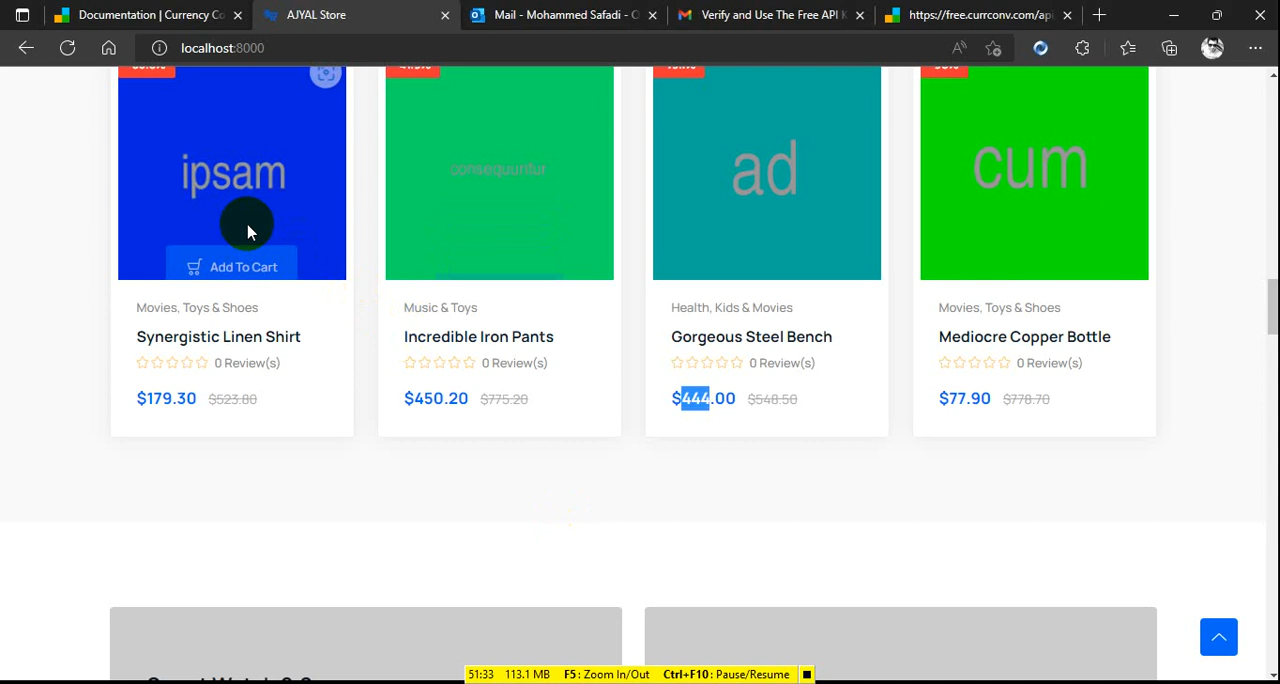 Documentation | Currency Co
AJYAL Store
Mail - Mohammed Safadi - O
Verify and Use The Free API K
https://free.currconv.com/api
localhost:8000
ipsam
consequuntur
ad
cum
Add To Cart
Movies, Toys & Shoes
Music & Toys
Health, Kids & Movies
Movies, Toys & Shoes
Synergistic Linen Shirt
Incredible Iron Pants
Gorgeous Steel Bench
Mediocre Copper Bottle
0 Review(s)
0 Review(s)
0 Review(s)
0 Review(s)
$179.30 $523.80
$450.20 $775.20
$444.00 $548.50
$77.90 $778.70
51:33 113.1 MB F5: Zoom In/Out Ctrl+F10: Pause/Resume